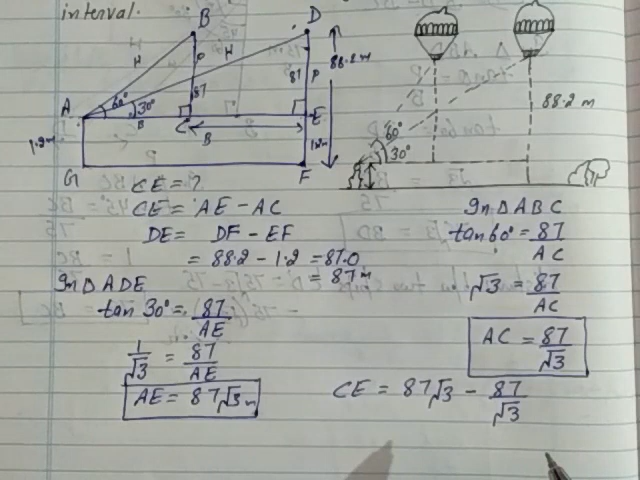 interval.
B
D
H
H
P
87
87
P
88.2 m
A
60°
30°
B
C
B
E
1.2m
1.2m
G
F
60°
30°
88.2 m
CE = ?
CE = AE - AC
DE = DF - EF
= 88.2 - 1.2 = 87.0
= 87 m
In Δ ADE
tan 30° = 87/AE
1/√3 = 87/AE
AE = 87√3 m
In Δ ABC
tan 60° = 87/AC
√3 = 87/AC
AC = 87/√3
CE = 87√3 - 87/√3